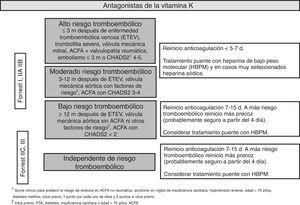 Antagonistas de la vitamina K
Forrest I, IIA IIB
Alto riesgo tromboembólico
≤ 3 m después de enfermedad
tromboembólica venosa (ETEV),
trombofilia severa, válvula mecánica
mitral, ACFA + valvulopatía reumática,
embolismo ≤ 3 m o CHADS2* 4-5.
Moderado riesgo tromboembólico
3-12 m después de ETEV, válvula
mecánica aórtica con factores de
riesgo¹, ACFA CHADS2 3-4
Reinicio anticoagulación < 5-7 d.
Tratamiento puente con heparina de bajo peso
molecular (HBPM) y en casos muy seleccionados
heparina sódica.
Bajo riesgo tromboembólico
≥ 12 m después de ETEV, válvula
mecánica aórtica sin ACFA ni otros
factores de riesgo¹, ACFA con
CHADS2 < 2
Reinicio anticoagulación 7-15 d. A más riesgo
tromboembólico reinicio más precoz
(probablemente seguro a partir del 4 día).
Considerar tratamiento puente con HBPM.
Forrest IIC, III
Independiente de riesgo
tromboembólico
Reinicio anticoagulación 7-15 d. A más riesgo
tromboembólico reinicio más precoz
(probablemente seguro a partir del 4 día).
Considerar tratamiento puente con HBPM.